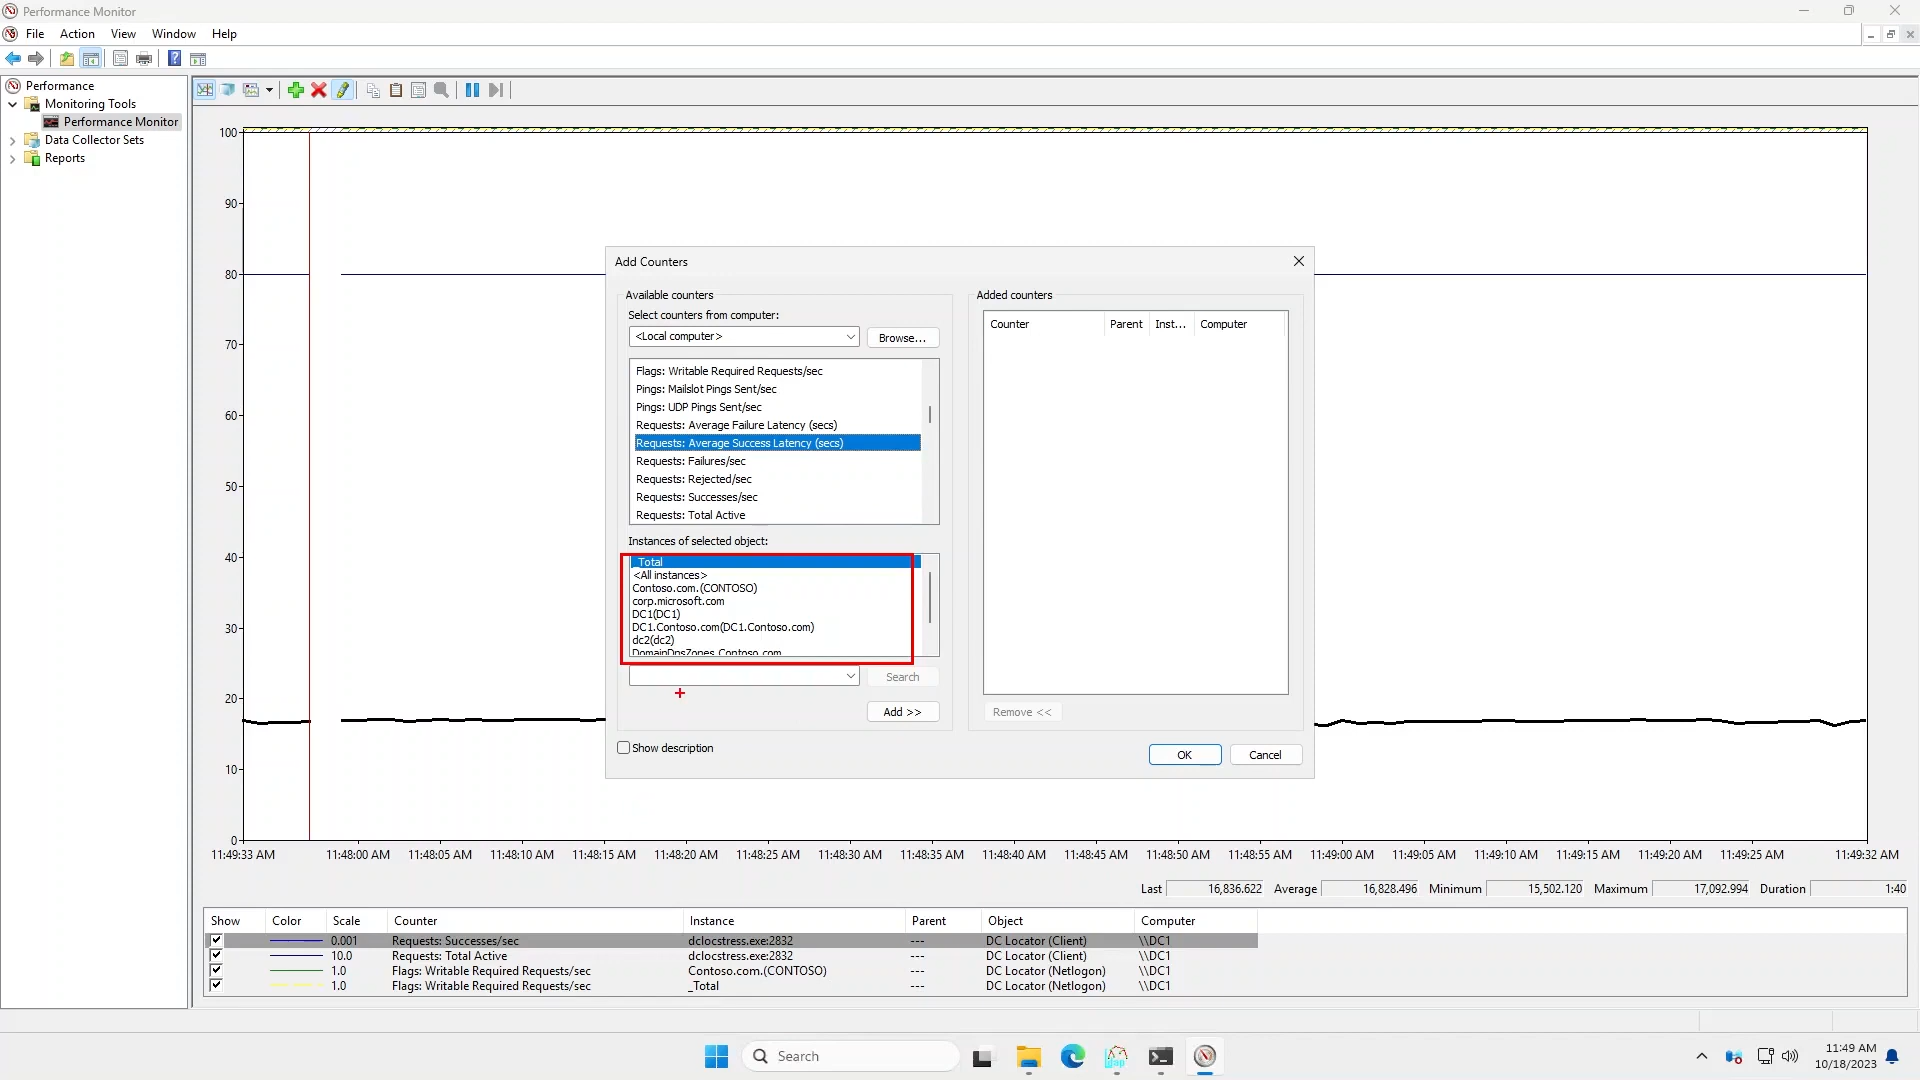 Performance Monitor
File Action View Window Help
Performance
Monitoring Tools
Performance Monitor
Data Collector Sets
Reports
100
90
80
70
60
50
40
30
20
10
0
11:49:33 AM 11:48:00 AM 11:48:05 AM 11:48:10 AM 11:48:15 AM 11:48:20 AM 11:48:25 AM 11:48:30 AM 11:48:35 AM 11:48:40 AM 11:48:45 AM 11:48:50 AM 11:48:55 AM 11:49:00 AM 11:49:05 AM 11:49:10 AM 11:49:15 AM 11:49:20 AM 11:49:25 AM 11:49:32 AM
Add Counters
Available counters
Select counters from computer:
<Local computer> Browse...
Flags: Writable Required Requests/sec
Pings: Mailslot Pings Sent/sec
Pings: UDP Pings Sent/sec
Requests: Average Failure Latency (secs)
Requests: Average Success Latency (secs)
Requests: Failures/sec
Requests: Rejected/sec
Requests: Successes/sec
Requests: Total Active
Instances of selected object:
_Total
<All instances>
Contoso.com.(CONTOSO)
corp.microsoft.com
DC1(DC1)
DC1.Contoso.com(DC1.Contoso.com)
dc2(dc2)
DomainDnsZones.Contoso.com
Search
Add >>
Show description
Added counters
Counter Parent Inst... Computer
Remove <<
OK Cancel
Last 16,836.622 Average 16,828.496 Minimum 15,502.120 Maximum 17,092.994 Duration 1:40
Show Color Scale Counter Instance Parent Object Computer
0.001 Requests: Successes/sec dclocstress.exe:2832 --- DC Locator (Client) \\DC1
10.0 Requests: Total Active dclocstress.exe:2832 --- DC Locator (Client) \\DC1
1.0 Flags: Writable Required Requests/sec Contoso.com.(CONTOSO) --- DC Locator (Netlogon) \\DC1
1.0 Flags: Writable Required Requests/sec _Total --- DC Locator (Netlogon) \\DC1
Search
11:49 AM
10/18/2023